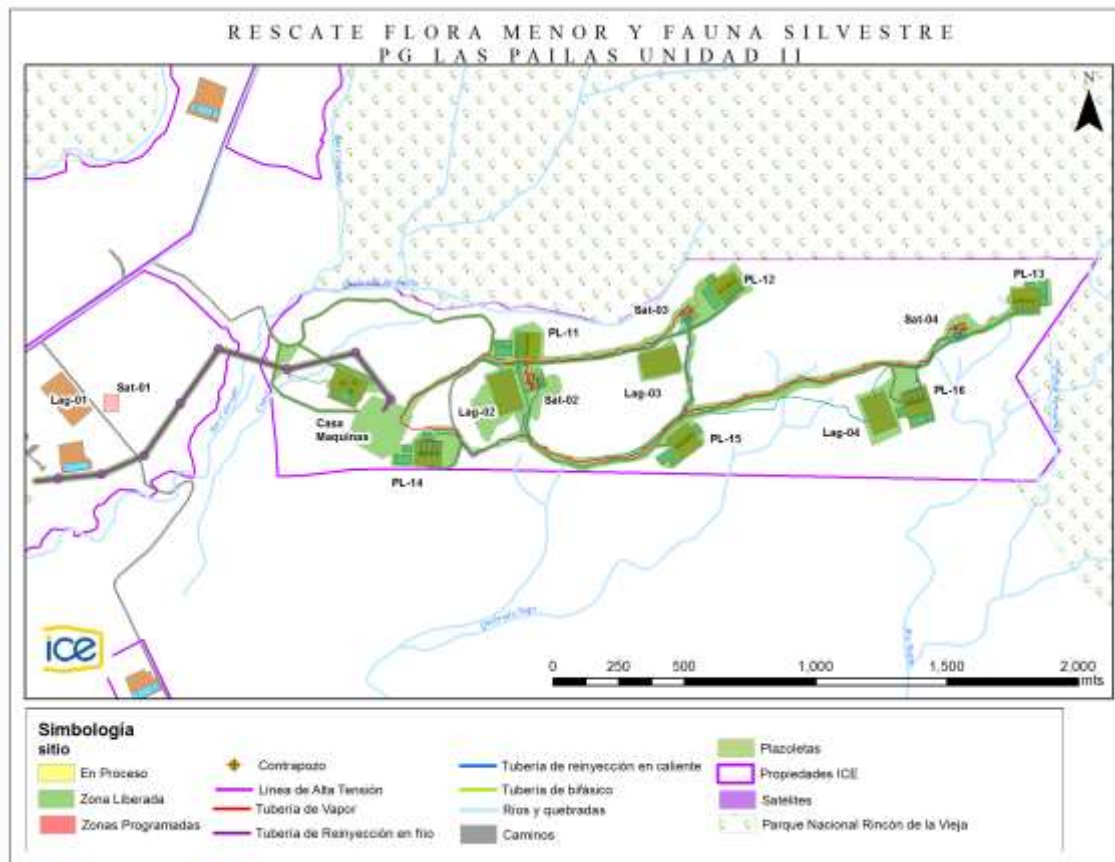 RESCATE FLORA MENOR Y FAUNA SILVESTRE
PG LAS PAILAS UNIDAD II
PL-12
PL-13
Sat-03
Sat-04
PL-11
Sat-01
Lag-01
Lag-03
PL-16
Lag-02
Sat-02
Casa
Maquinas
Lag-04
PL-15
PL-14
ice
0 250 500 1,000 1,500 2,000
mts
Simbología
sitio
En Proceso
Zona Liberada
Zonas Programadas
Contrapozo
Linea de Alta Tensión
Tubería de Vapor
Tubería de Reinyección en frio
Tubería de reinyección en caliente
Tubería de bifásico
Ríos y quebradas
Caminos
Plazoletas
Propiedades ICE
Satélites
Parque Nacional Rincón de la Vieja